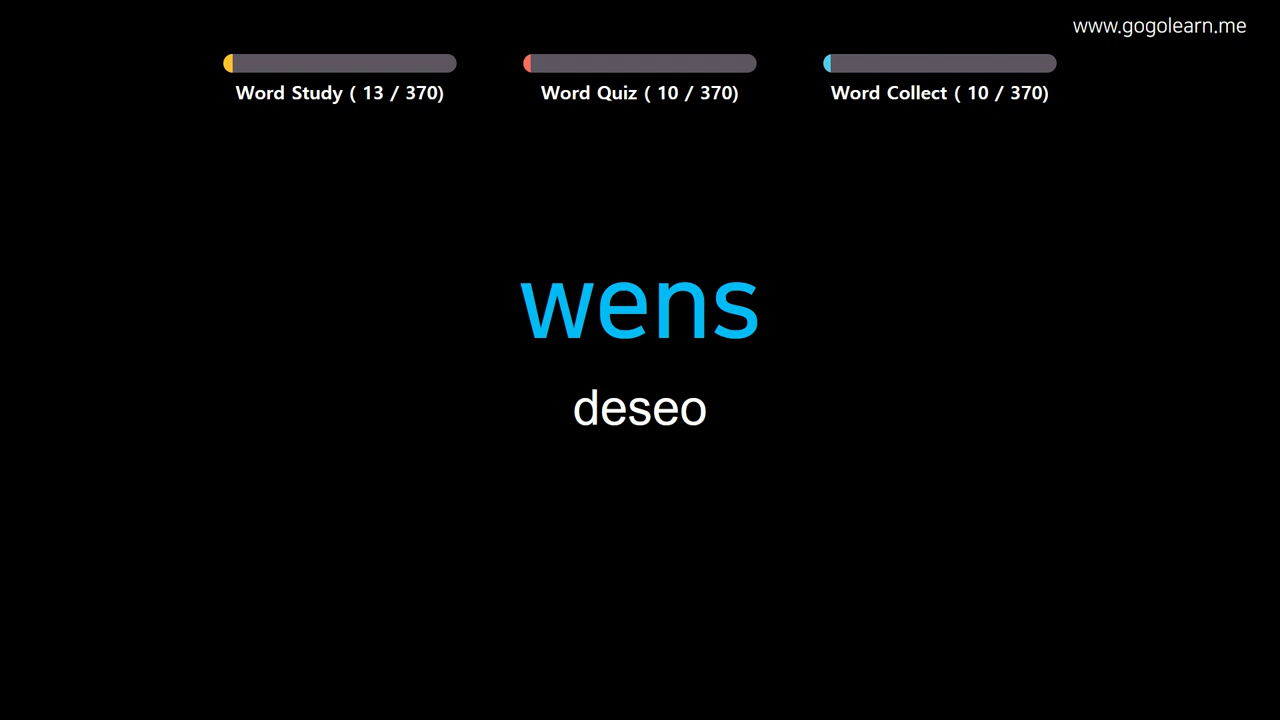 www.gogolearn.me
Word Study ( 13 / 370)
Word Quiz ( 10 / 370)
Word Collect ( 10 / 370)
wens
deseo